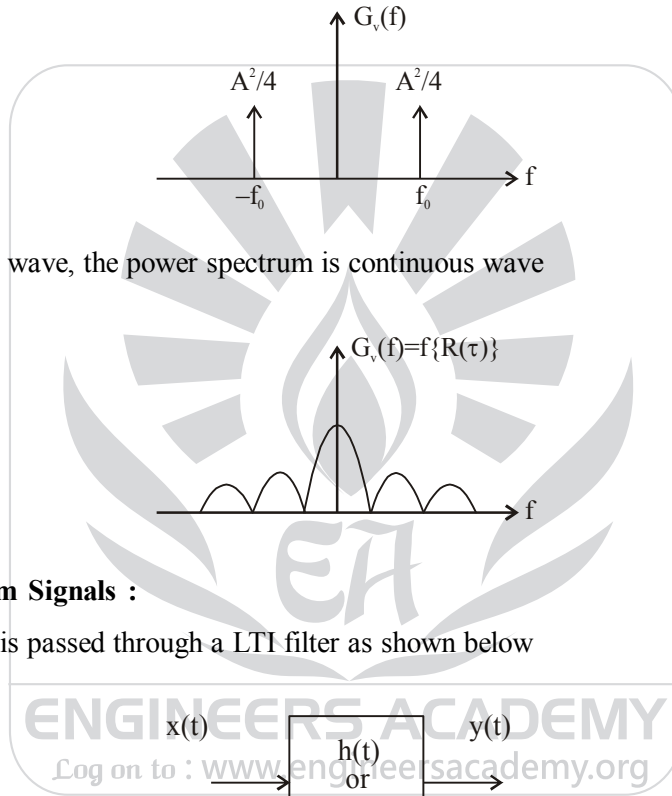 G_v(f)
A²/4 A²/4
–f₀ f₀ f
wave, the power spectrum is continuous wave
G_v(f)=f{R(τ)}
f
EA
m Signals :
is passed through a LTI filter as shown below
ENGINEERS ACADEMY
x(t) y(t)
h(t)
Log on to : www.engineersacademy.org
or